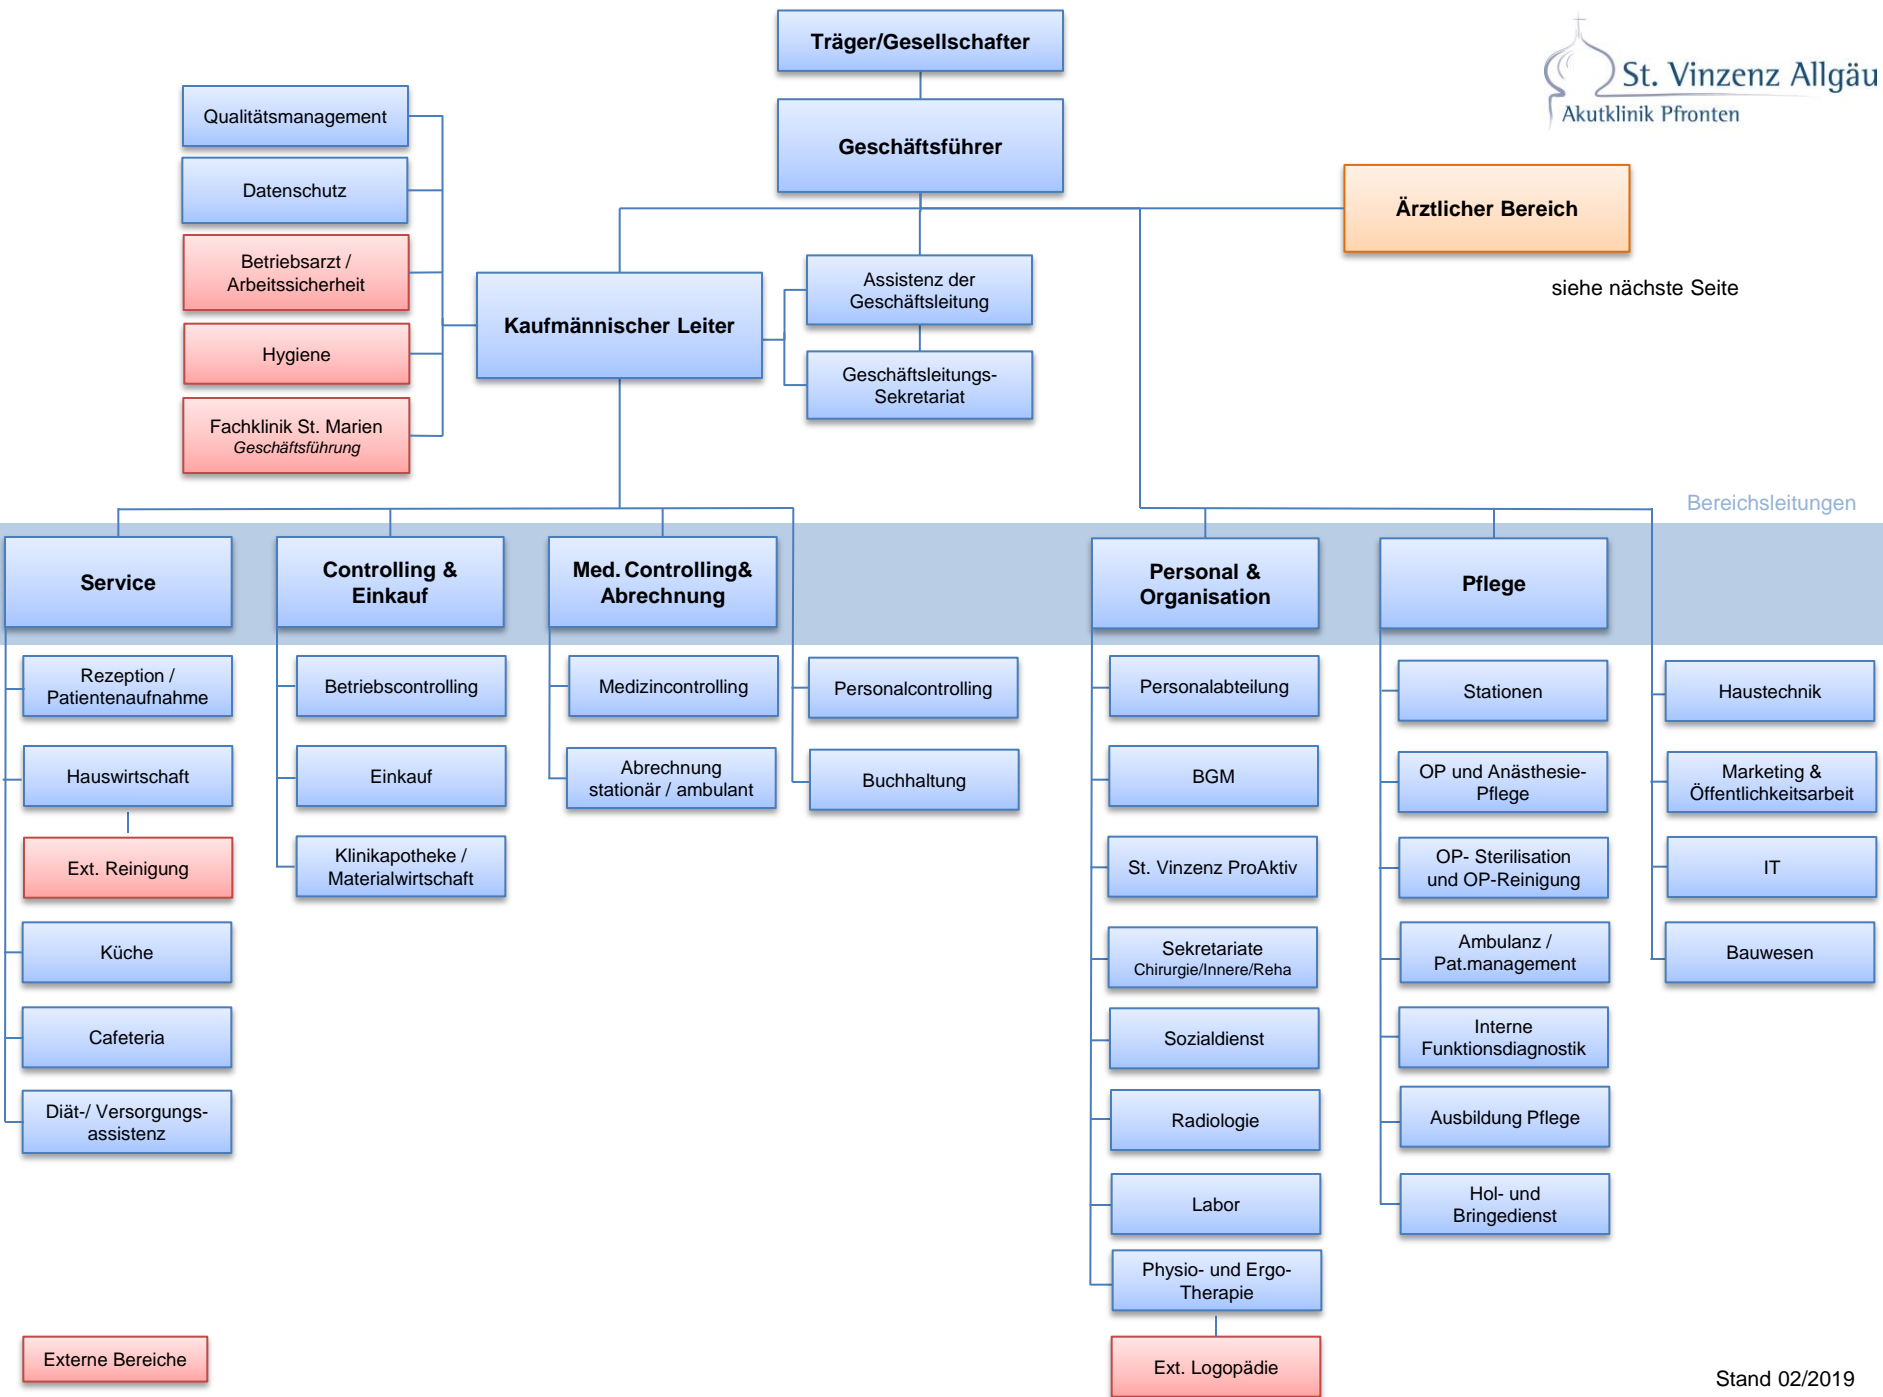 Träger/Gesellschafter
St. Vinzenz Allgäu
Akutklinik Pfronten
Geschäftsführer
Ärztlicher Bereich
siehe nächste Seite
Qualitätsmanagement
Datenschutz
Betriebsarzt /
Arbeitssicherheit
Hygiene
Fachklinik St. Marien
Geschäftsführung
Kaufmännischer Leiter
Assistenz der
Geschäftsleitung
Geschäftsleitungs-
Sekretariat
Bereichsleitungen
Service
Rezeption /
Patientenaufnahme
Hauswirtschaft
Ext. Reinigung
Küche
Cafeteria
Diät-/ Versorgungs-
assistenz
Controlling &
Einkauf
Betriebscontrolling
Einkauf
Klinikapotheke /
Materialwirtschaft
Med. Controlling&
Abrechnung
Medizincontrolling
Abrechnung
stationär / ambulant
Personalcontrolling
Buchhaltung
Personal &
Organisation
Personalabteilung
BGM
St. Vinzenz ProAktiv
Sekretariate
Chirurgie/Innere/Reha
Sozialdienst
Radiologie
Labor
Physio- und Ergo-
Therapie
Ext. Logopädie
Pflege
Stationen
OP und Anästhesie-
Pflege
OP- Sterilisation
und OP-Reinigung
Ambulanz /
Pat.management
Interne
Funktionsdiagnostik
Ausbildung Pflege
Hol- und
Bringedienst
Haustechnik
Marketing &
Öffentlichkeitsarbeit
IT
Bauwesen
Externe Bereiche
Stand 02/2019